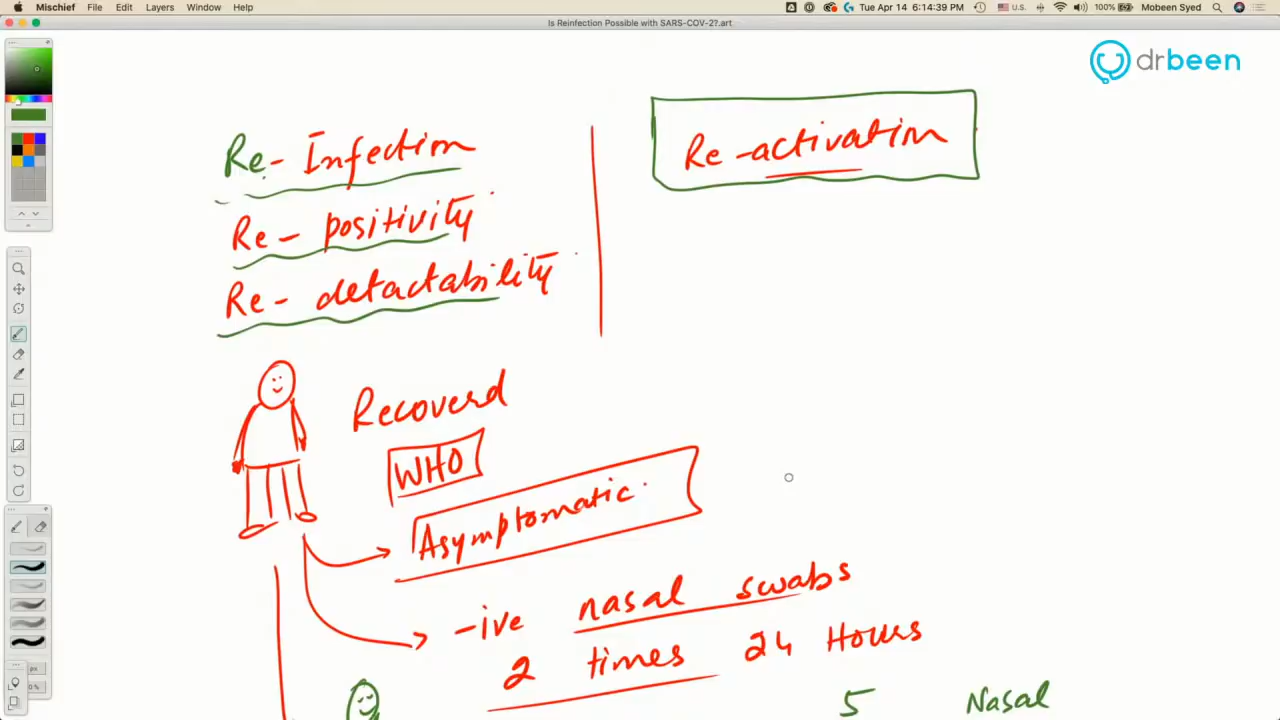 Mischief File Edit Layers Window Help
100% Tue Apr 14 6:14:39 PM U.S. Mobeen Syed
Is Reinfection Possible with SARS-COV-2?.art
drbeen
Re-Infection
Re-activation
Re-positivity
Re-detactability
Recoverd
WHO
Asymptomatic
-ive nasal swabs
2 times 24 Hours
5 Nasal